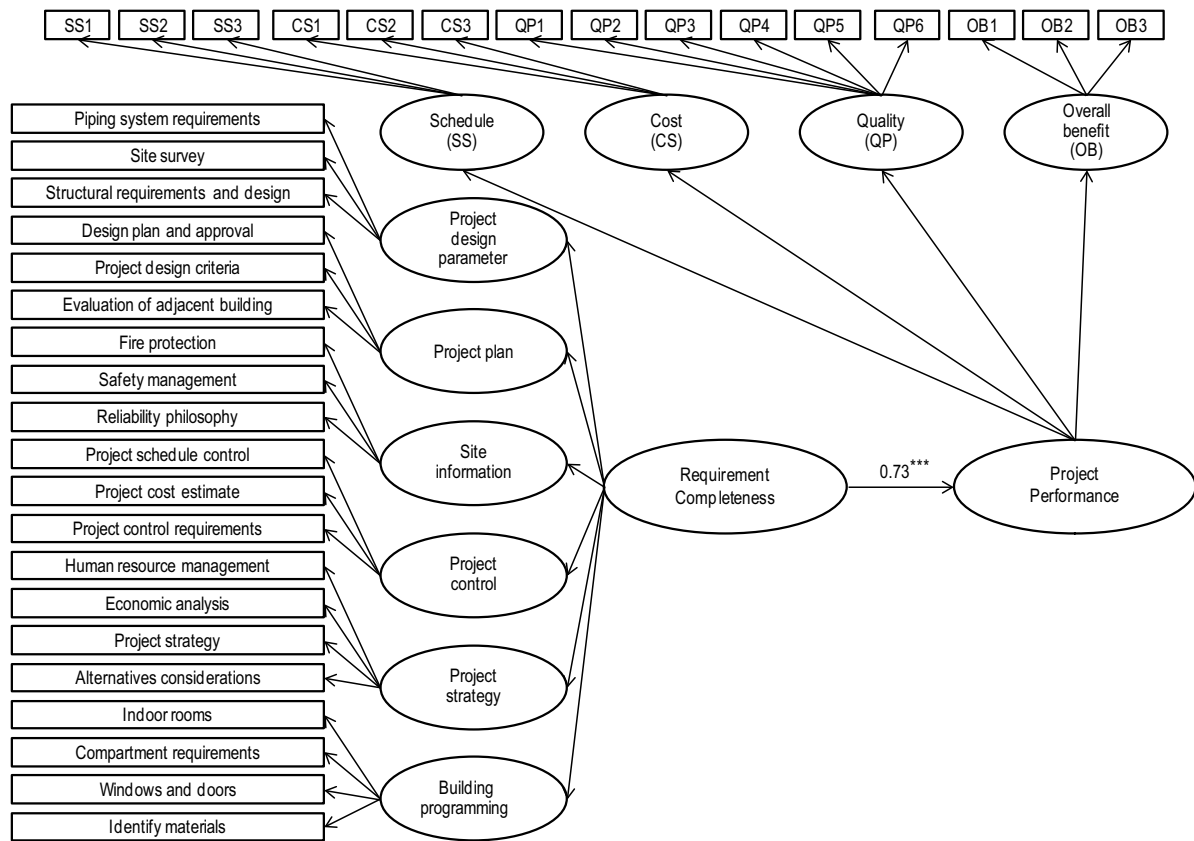 SS1 SS2 SS3 CS1 CS2 CS3 QP1 QP2 QP3 QP4 QP5 QP6 OB1 OB2 OB3
Schedule
(SS)
Cost
(CS)
Quality
(QP)
Overall
benefit
(OB)
Piping system requirements
Site survey
Structural requirements and design
Design plan and approval
Project design criteria
Evaluation of adjacent building
Fire protection
Safety management
Reliability philosophy
Project schedule control
Project cost estimate
Project control requirements
Human resource management
Economic analysis
Project strategy
Alternatives considerations
Indoor rooms
Compartment requirements
Windows and doors
Identify materials
Project
design
parameter
Project plan
Site
information
Project
control
Project
strategy
Building
programming
Requirement
Completeness
0.73***
Project
Performance